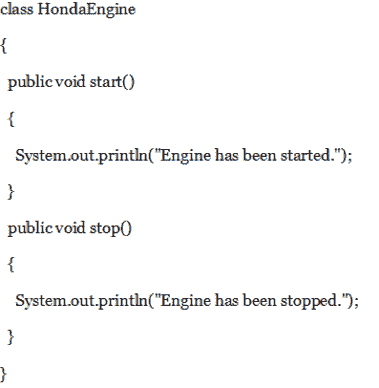 class HondaEngine
{
public void start()
{
System.out.println("Engine has been started.");
}
public void stop()
{
System.out.println("Engine has been stopped.");
}
}